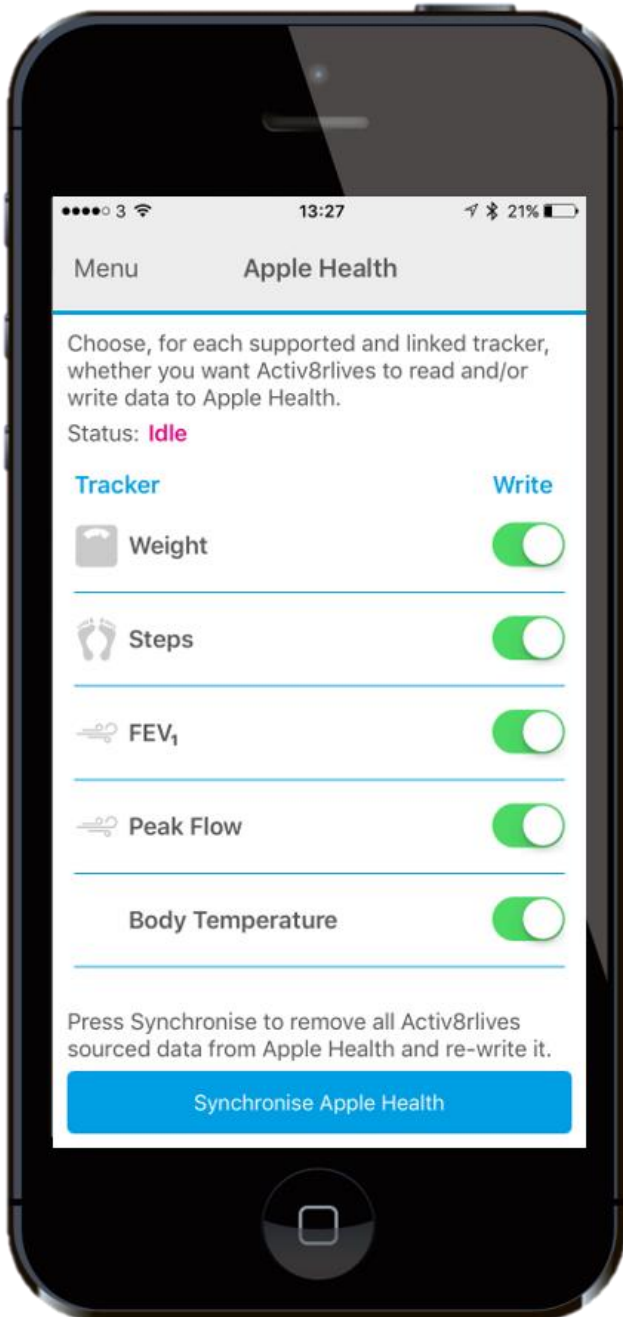 3 13:27 21%
Menu Apple Health
Choose, for each supported and linked tracker,
whether you want Activ8rlives to read and/or
write data to Apple Health.
Status: Idle
Tracker Write
Weight
Steps
FEV₁
Peak Flow
Body Temperature
Press Synchronise to remove all Activ8rlives
sourced data from Apple Health and re-write it.
Synchronise Apple Health